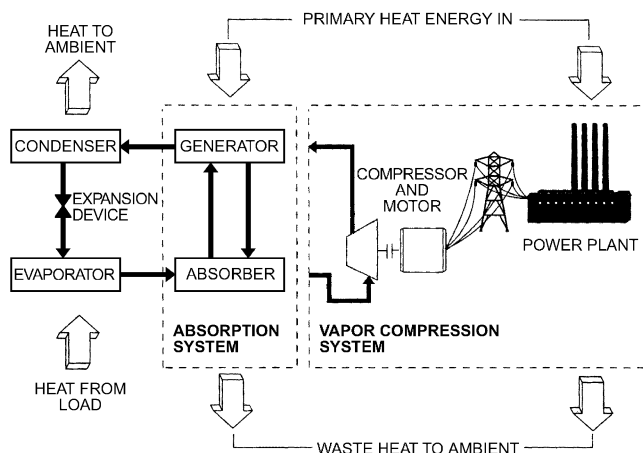 HEAT TO
AMBIENT
PRIMARY HEAT ENERGY IN
CONDENSER
GENERATOR
COMPRESSOR
AND
MOTOR
EXPANSION
DEVICE
POWER PLANT
EVAPORATOR
ABSORBER
ABSORPTION
SYSTEM
VAPOR COMPRESSION
SYSTEM
HEAT FROM
LOAD
WASTE HEAT TO AMBIENT